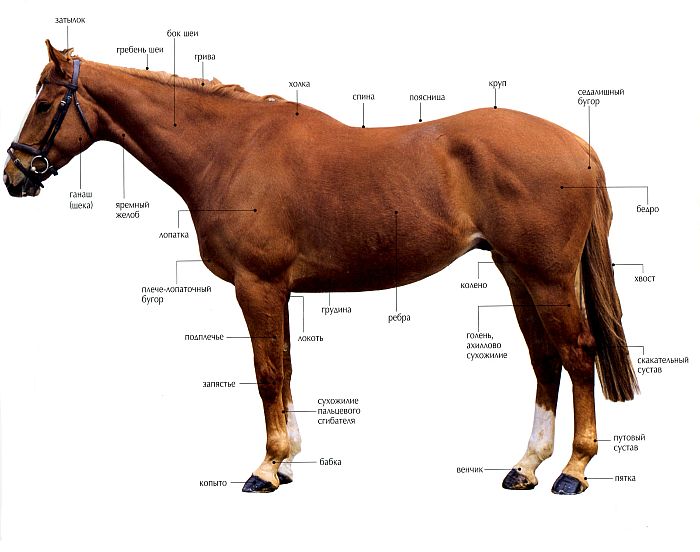 затылок
гребень шеи
бок шеи
грива
холка
спина
поясница
круп
седалишный
бугор
ганаш
(щека)
яремный
желоб
лопатка
бедро
плече-лопаточный
бугор
грудина
ребра
колено
хвост
подплечье
локоть
голень,
ахиллово
сухожилие
скакательный
сустав
запястье
сухожилие
пальцевого
сгибателя
путовый
сустав
бабка
венчик
копыто
пятка